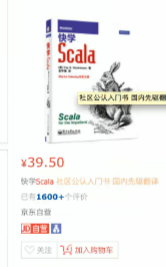 快学
Scala
社区公认入门书 国内先驱翻
Scala
for the Impatient
¥39.50
快学Scala 社区公认入门书 国内先驱翻译
已有1600+个评价
京东自营
JD 自营
关注
加入购物车